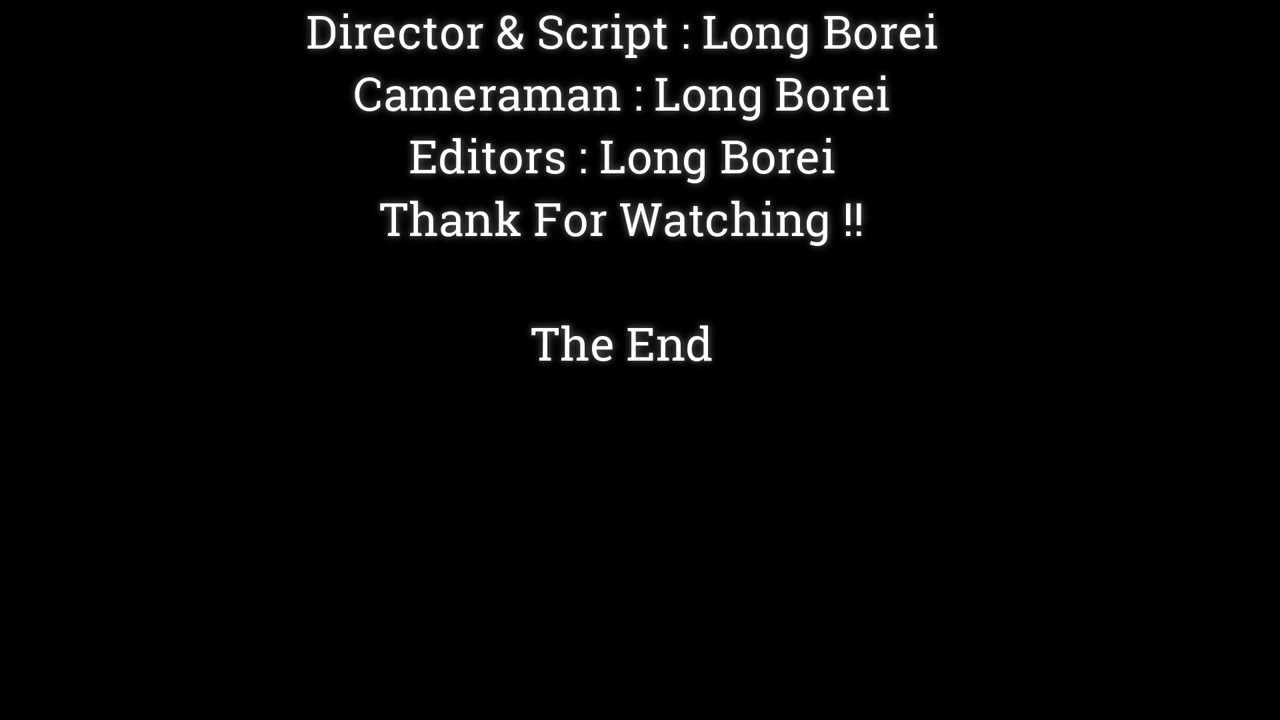 Director & Script : Long Borei
Cameraman : Long Borei
Editors : Long Borei
Thank For Watching !!
The End